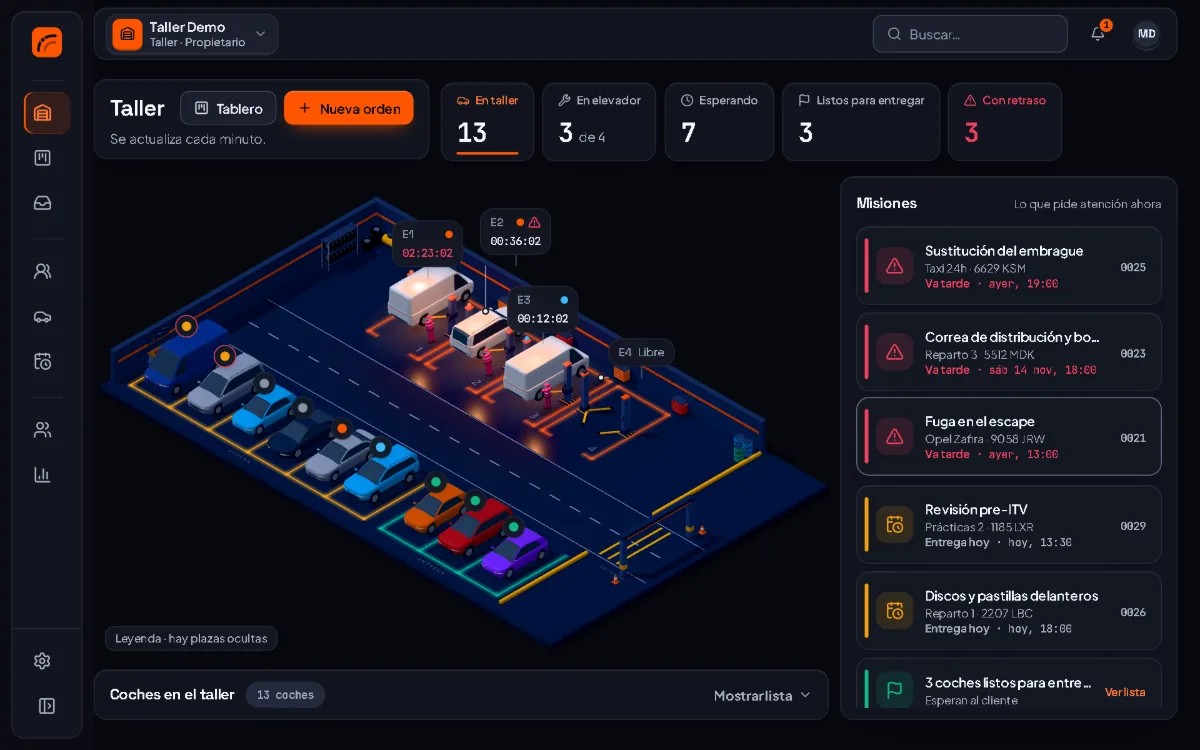 Taller Demo
Taller · Propietario
Buscar...
1
MD
Taller
Tablero
Nueva orden
Se actualiza cada minuto.
En taller
13
En elevador
3 de 4
Esperando
7
Listos para entregar
3
Con retraso
3
E1
02:23:02
E2
00:36:02
E3
00:12:02
E4 Libre
1
2
3
4
Leyenda · hay plazas ocultas
Coches en el taller
13 coches
Mostrar lista
Misiones
Lo que pide atención ahora
Sustitución del embrague
Taxi 24h · 6629 KSM
Va tarde · ayer, 19:00
0025
Correa de distribución y bo...
Reparto 3 · 5512 MDK
Va tarde · sáb 14 nov, 18:00
0023
Fuga en el escape
Opel Zafira · 9058 JRW
Va tarde · ayer, 13:00
0021
Revisión pre-ITV
Prácticas 2 · 1185 LXR
Entrega hoy · hoy, 13:30
0029
Discos y pastillas delanteros
Reparto 1 · 2207 LBC
Entrega hoy · hoy, 18:00
0026
3 coches listos para entre...
Esperan al cliente
Ver lista